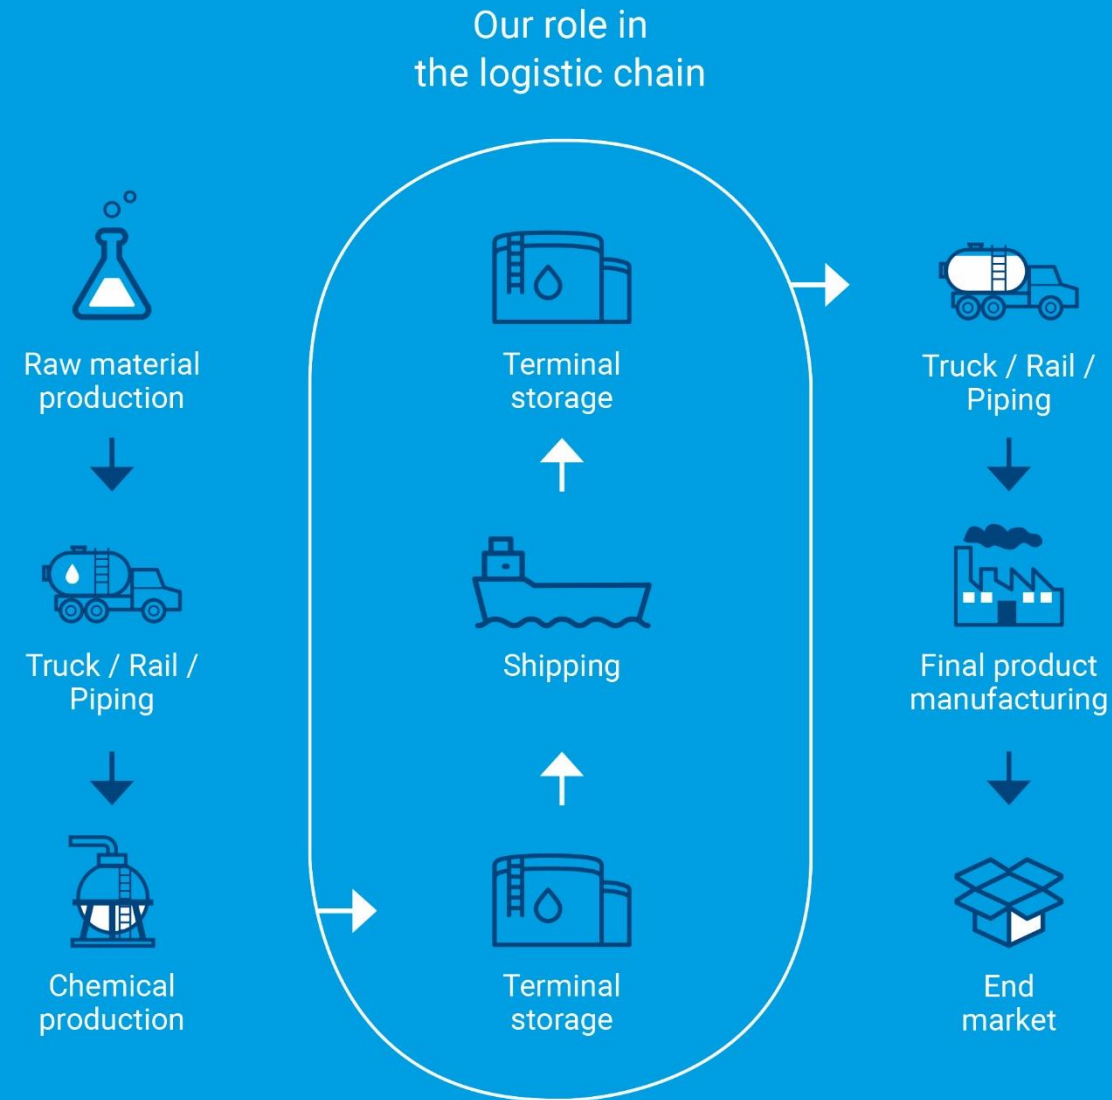 Our role in
the logistic chain
Raw material
production
Truck / Rail /
Piping
Chemical
production
Terminal
storage
Shipping
Terminal
storage
Truck / Rail /
Piping
Final product
manufacturing
End
market